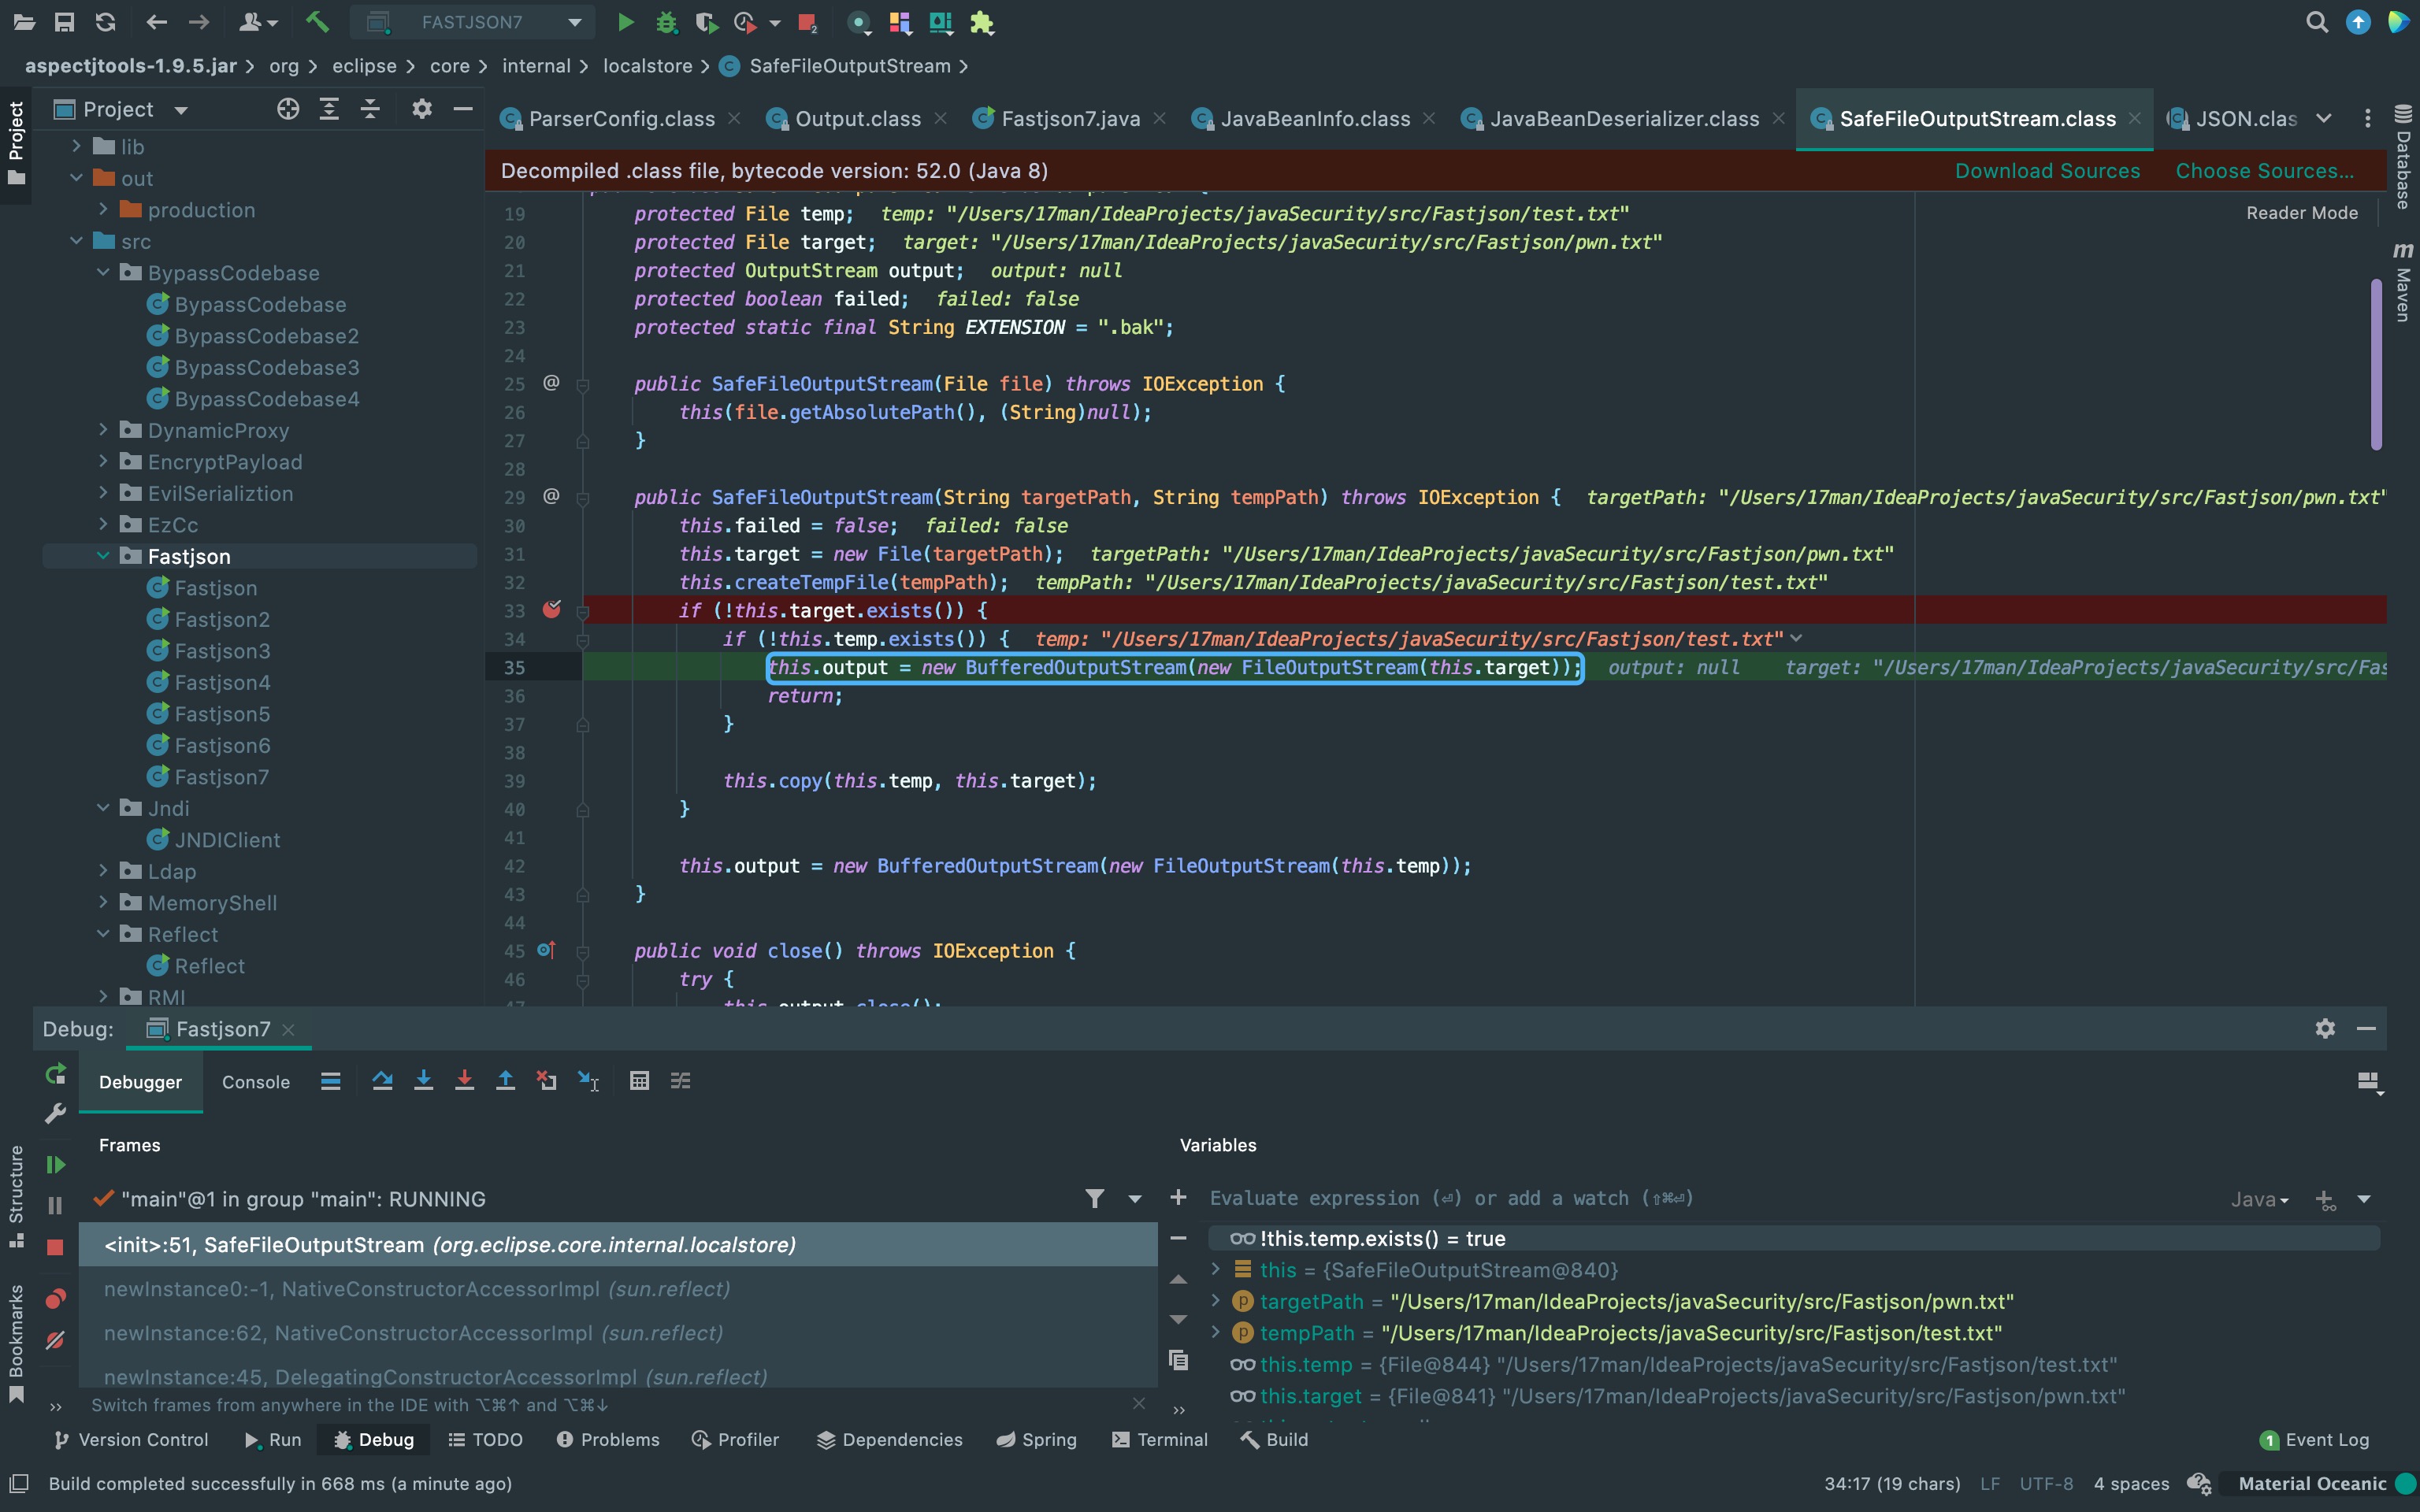 FASTJSON7
aspectjtools-1.9.5.jar org eclipse core internal localstore SafeFileOutputStream
Project
ParserConfig.class Output.class Fastjson7.java JavaBeanInfo.class JavaBeanDeserializer.class SafeFileOutputStream.class JSON.clas
Project
Structure
Bookmarks
Database
Maven
lib
out
production
src
BypassCodebase
BypassCodebase
BypassCodebase2
BypassCodebase3
BypassCodebase4
DynamicProxy
EncryptPayload
EvilSerializtion
EzCc
Fastjson
Fastjson
Fastjson2
Fastjson3
Fastjson4
Fastjson5
Fastjson6
Fastjson7
Jndi
JNDIClient
Ldap
MemoryShell
Reflect
Reflect
RMI
Decompiled .class file, bytecode version: 52.0 (Java 8) Download Sources Choose Sources...
Reader Mode
19 protected File temp; temp: "/Users/17man/IdeaProjects/javaSecurity/src/Fastjson/test.txt"
20 protected File target; target: "/Users/17man/IdeaProjects/javaSecurity/src/Fastjson/pwn.txt"
21 protected OutputStream output; output: null
22 protected boolean failed; failed: false
23 protected static final String EXTENSION = ".bak";
24
25 @ public SafeFileOutputStream(File file) throws IOException {
26 this(file.getAbsolutePath(), (String)null);
27 }
28
29 @ public SafeFileOutputStream(String targetPath, String tempPath) throws IOException { targetPath: "/Users/17man/IdeaProjects/javaSecurity/src/Fastjson/pwn.txt"
30 this.failed = false; failed: false
31 this.target = new File(targetPath); targetPath: "/Users/17man/IdeaProjects/javaSecurity/src/Fastjson/pwn.txt"
32 this.createTempFile(tempPath); tempPath: "/Users/17man/IdeaProjects/javaSecurity/src/Fastjson/test.txt"
33 if (!this.target.exists()) {
34 if (!this.temp.exists()) { temp: "/Users/17man/IdeaProjects/javaSecurity/src/Fastjson/test.txt"
35 this.output = new BufferedOutputStream(new FileOutputStream(this.target)); output: null target: "/Users/17man/IdeaProjects/javaSecurity/src/Fas
36 return;
37 }
38
39 this.copy(this.temp, this.target);
40 }
41
42 this.output = new BufferedOutputStream(new FileOutputStream(this.temp));
43 }
44
45 public void close() throws IOException {
46 try {
47 this.output.close();
Debug: Fastjson7
Debugger Console
Frames
Variables
"main"@1 in group "main": RUNNING
<init>:51, SafeFileOutputStream (org.eclipse.core.internal.localstore)
newInstance0:-1, NativeConstructorAccessorImpl (sun.reflect)
newInstance:62, NativeConstructorAccessorImpl (sun.reflect)
newInstance:45, DelegatingConstructorAccessorImpl (sun.reflect)
Switch frames from anywhere in the IDE with ⌥⌘↑ and ⌥⌘↓
Evaluate expression (⏎) or add a watch (⇧⌘⏎) Java
!this.temp.exists() = true
this = {SafeFileOutputStream@840}
targetPath = "/Users/17man/IdeaProjects/javaSecurity/src/Fastjson/pwn.txt"
tempPath = "/Users/17man/IdeaProjects/javaSecurity/src/Fastjson/test.txt"
this.temp = {File@844} "/Users/17man/IdeaProjects/javaSecurity/src/Fastjson/test.txt"
this.target = {File@841} "/Users/17man/IdeaProjects/javaSecurity/src/Fastjson/pwn.txt"
Version Control Run Debug TODO Problems Profiler Dependencies Spring Terminal Build 1 Event Log
Build completed successfully in 668 ms (a minute ago) 34:17 (19 chars) LF UTF-8 4 spaces Material Oceanic